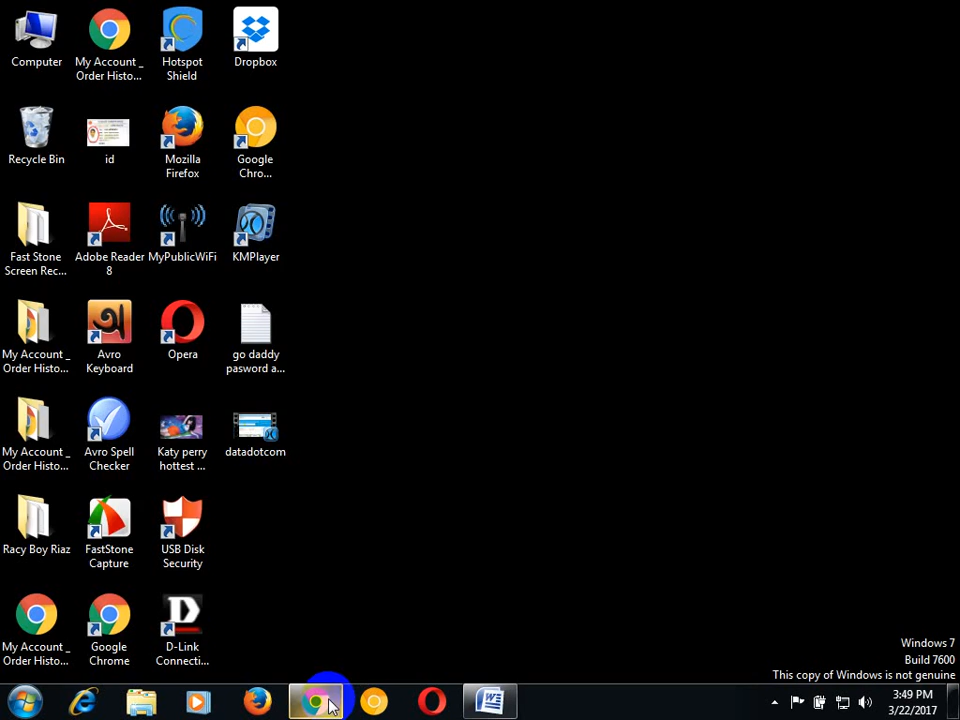 Computer
My Account _
Order Histo...
Hotspot
Shield
Dropbox
Recycle Bin
id
Mozilla
Firefox
Google
Chro...
Fast Stone
Screen Rec...
Adobe Reader
8
MyPublicWiFi
KMPlayer
My Account _
Order Histo...
অ
Avro
Keyboard
Opera
go daddy
pasword a...
My Account _
Order Histo...
Avro Spell
Checker
Katy perry
hottest ...
datadotcom
Racy Boy Riaz
FastStone
Capture
USB Disk
Security
My Account _
Order Histo...
Google
Chrome
D
D-Link
Connecti...
Windows 7
Build 7600
This copy of Windows is not genuine
3:49 PM
3/22/2017